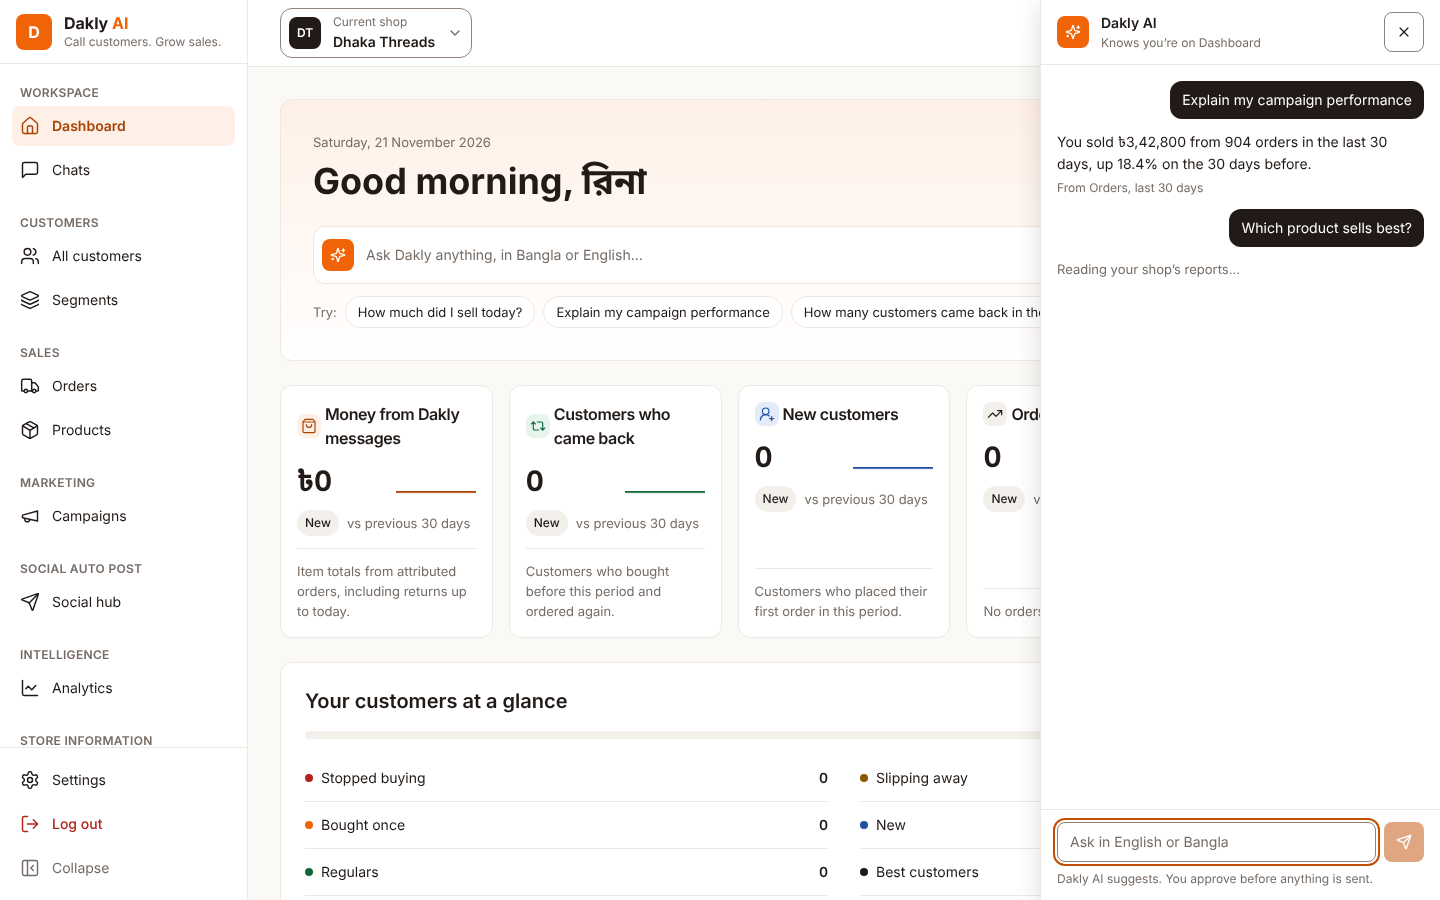 D
Dakly AI
Call customers. Grow sales.
WORKSPACE
Dashboard
Chats
CUSTOMERS
All customers
Segments
SALES
Orders
Products
MARKETING
Campaigns
SOCIAL AUTO POST
Social hub
INTELLIGENCE
Analytics
STORE INFORMATION
Settings
Log out
Collapse
DT
Current shop
Dhaka Threads
Saturday, 21 November 2026
Good morning, রিনা
Ask Dakly anything, in Bangla or English...
Try: How much did I sell today? Explain my campaign performance How many customers came back in
Money from Dakly messages
৳0
New vs previous 30 days
Item totals from attributed
orders, including returns up
to today.
Customers who
came back
0
New vs previous 30 days
Customers who bought
before this period and
ordered again.
New customers
0
New vs previous 30 days
Customers who placed their
first order in this period.
0
New
No orders
Your customers at a glance
Stopped buying 0
Slipping away
Bought once 0
New
Regulars 0
Best customers
Dakly AI
Knows you're on Dashboard
Explain my campaign performance
You sold ৳3,42,800 from 904 orders in the last 30
days, up 18.4% on the 30 days before.
From Orders, last 30 days
Which product sells best?
Reading your shop's reports...
Ask in English or Bangla
Dakly AI suggests. You approve before anything is sent.